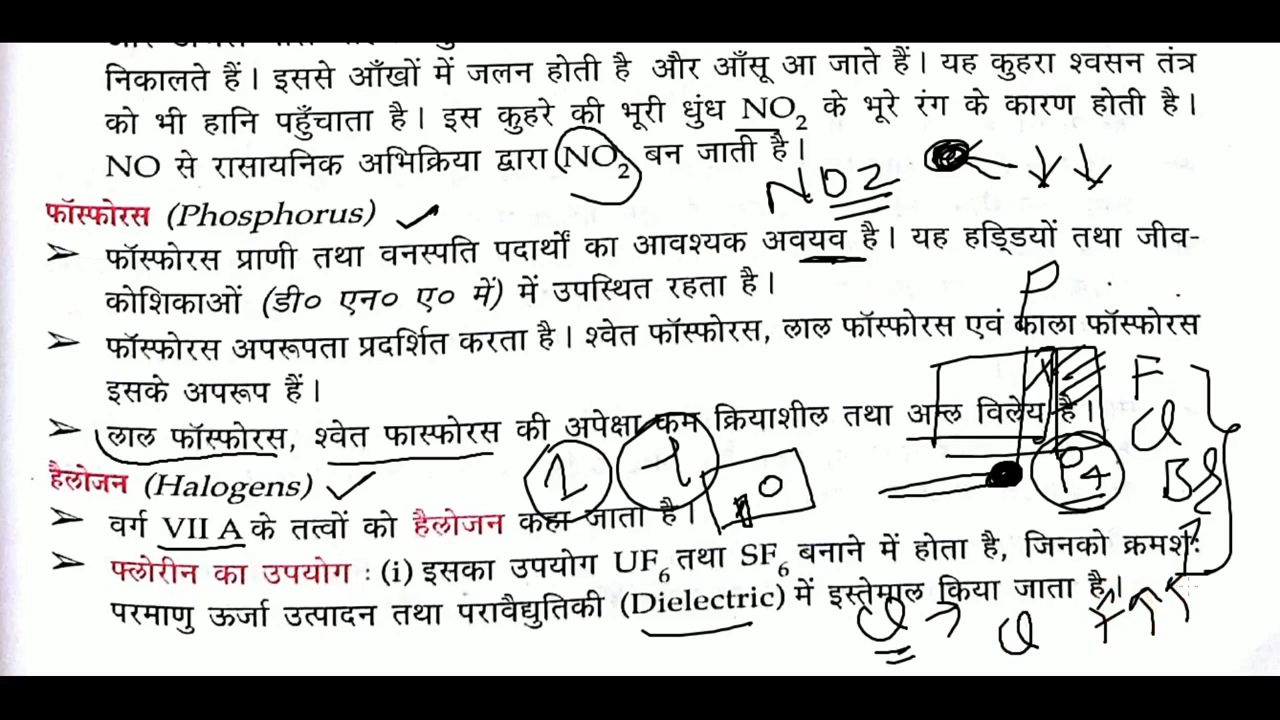 निकालते हैं। इससे आँखों में जलन होती है और आँसू आ जाते हैं। यह कुहरा श्वसन तंत्र
को भी हानि पहुँचाता है। इस कुहरे की भूरी धुंध NO₂ के भूरे रंग के कारण होती है।
NO से रासायनिक अभिक्रिया द्वारा NO₂ बन जाती है।
NO2
फॉस्फोरस (Phosphorus)
➢ फॉस्फोरस प्राणी तथा वनस्पति पदार्थों का आवश्यक अवयव है। यह हड्डियों तथा जीव-
कोशिकाओं (डी० एन० ए० में) में उपस्थित रहता है।
P
➢ फॉस्फोरस अपरूपता प्रदर्शित करता है। श्वेत फॉस्फोरस, लाल फॉस्फोरस एवं काला फॉस्फोरस
इसके अपरूप हैं।
F
➢ लाल फॉस्फोरस, श्वेत फास्फोरस की अपेक्षा कम क्रियाशील तथा अल्प विलेय है।
Cl
P4
Br
हैलोजन (Halogens)
➢ वर्ग VII A के तत्वों को हैलोजन कहा जाता है।
➢ फ्लोरीन का उपयोग : (i) इसका उपयोग UF₆ तथा SF₆ बनाने में होता है, जिनको क्रमश:
परमाणु ऊर्जा उत्पादन तथा परावैद्युतिकी (Dielectric) में इस्तेमाल किया जाता है।
Cl Cl